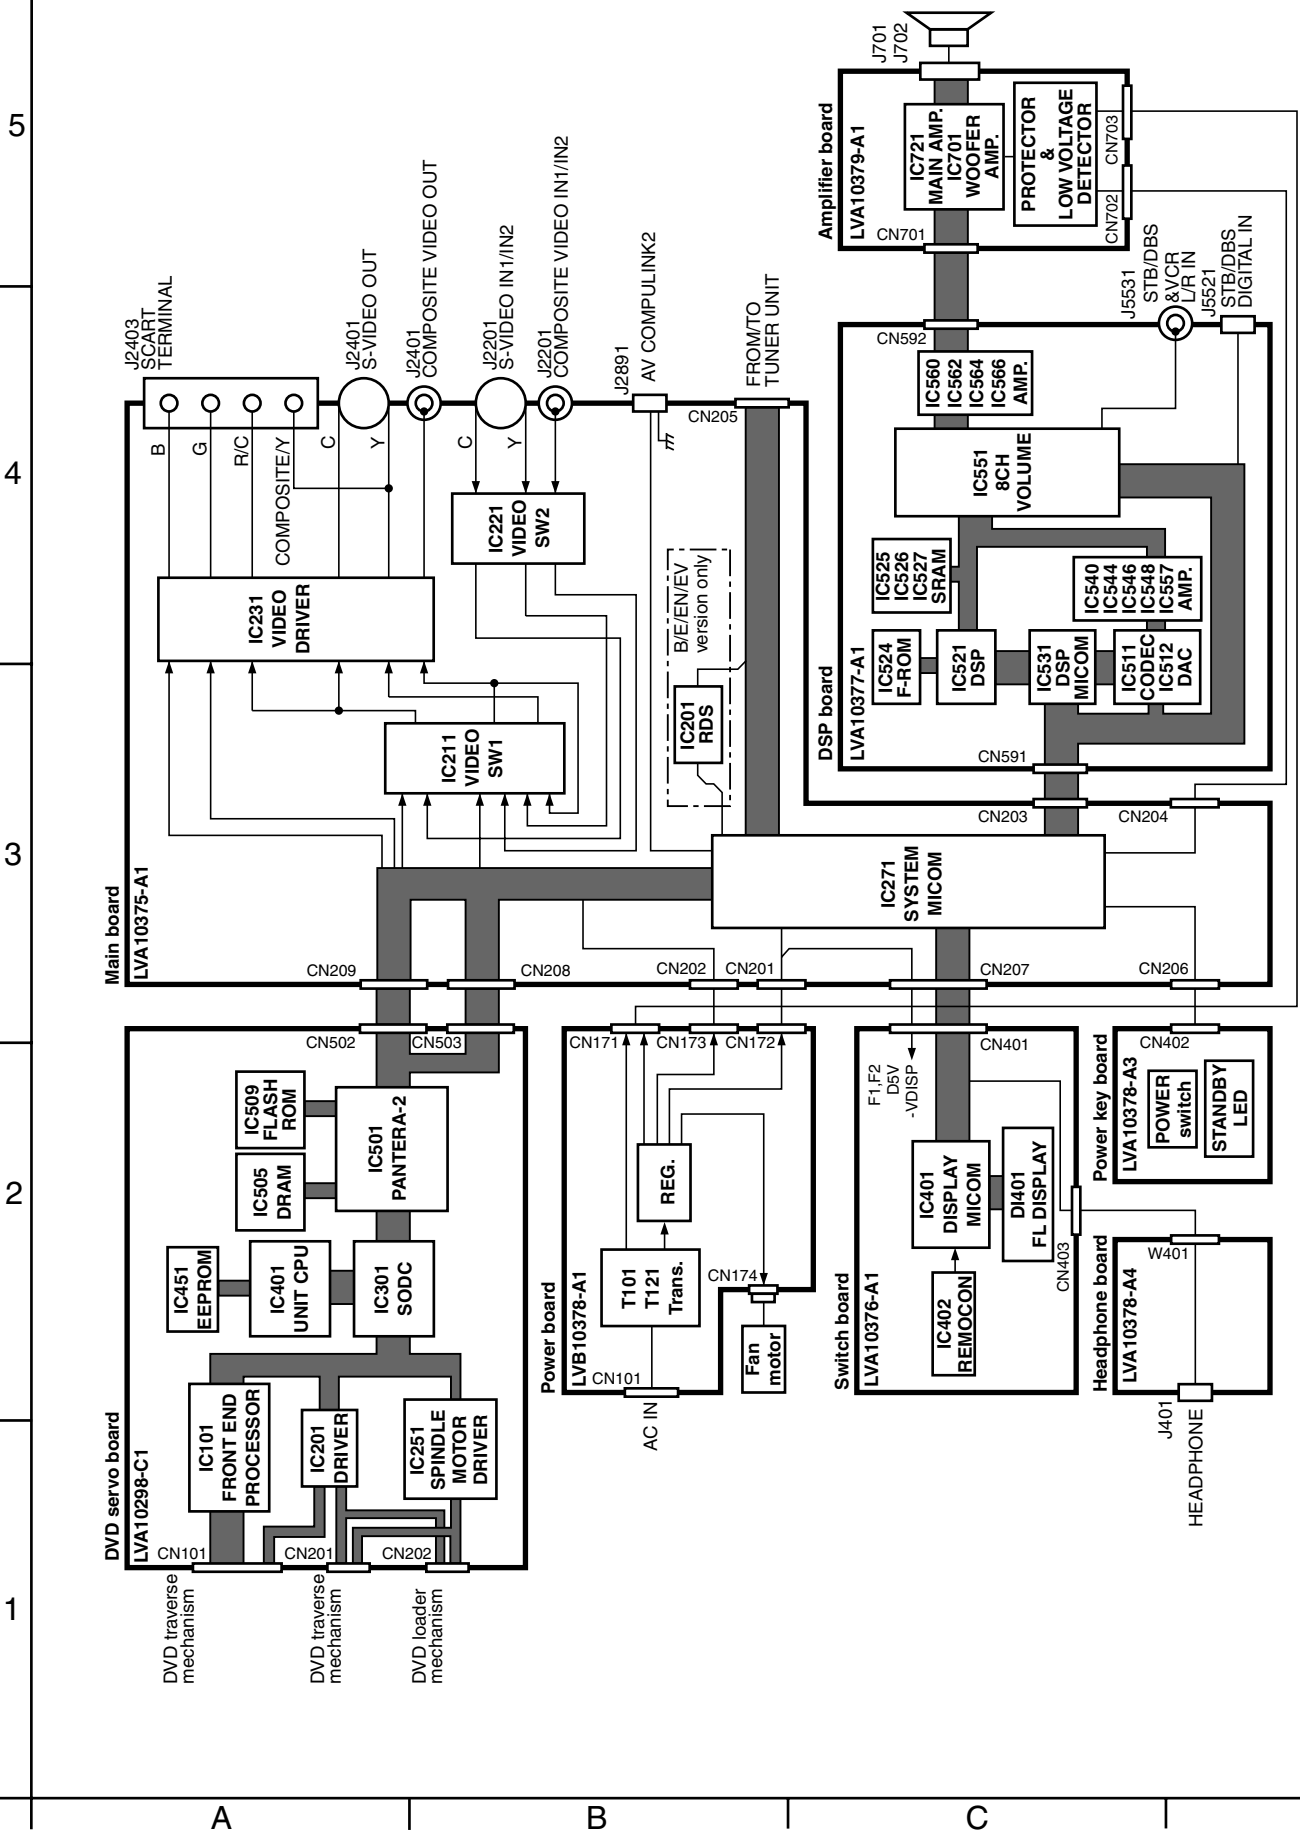 5
4
3
2
1
A
B
C
DVD servo board
LVA10298-C1
DVD traverse
mechanism
CN101
DVD traverse
mechanism
CN201
DVD loader
mechanism
CN202
IC101
FRONT END
PROCESSOR
IC201
DRIVER
IC251
SPINDLE
MOTOR
DRIVER
IC451
EEPROM
IC401
UNIT CPU
IC301
SODC
IC505
DRAM
IC509
FLASH
ROM
IC501
PANTERA-2
CN502
CN503
Main board
LVA10375-A1
CN209
CN208
CN202
CN201
CN207
CN206
IC271
SYSTEM
MICOM
IC211
VIDEO
SW1
IC201
RDS
B/E/EN/EV
version only
IC231
VIDEO
DRIVER
IC221
VIDEO
SW2
B
G
R/C
COMPOSITE/Y
C
Y
C
Y
J2403
SCART
TERMINAL
J2401
S-VIDEO OUT
J2401
COMPOSITE VIDEO OUT
J2201
S-VIDEO IN1/IN2
J2201
COMPOSITE VIDEO IN1/IN2
J2891
AV COMPULINK2
CN205
FROM/TO
TUNER UNIT
CN203
CN204
Power board
LVB10378-A1
AC IN
CN101
T101
T121
Trans.
REG.
CN171
CN173
CN172
CN174
Fan
motor
Switch board
LVA10376-A1
IC402
REMOCON
IC401
DISPLAY
MICOM
DI401
FL DISPLAY
F1,F2
D5V
-VDISP
CN401
CN403
Power key board
LVA10378-A3
CN402
POWER
switch
STANDBY
LED
Headphone board
LVA10378-A4
W401
J401
HEADPHONE
DSP board
LVA10377-A1
CN591
IC524
F-ROM
IC521
DSP
IC531
DSP
MICOM
IC511
CODEC
IC512
DAC
IC525
IC526
IC527
SRAM
IC540
IC544
IC546
IC548
IC557
AMP.
IC551
8CH
VOLUME
IC560
IC562
IC564
IC566
AMP.
CN592
J5531
STB/DBS
&VCR
L/R IN
J5521
STB/DBS
DIGITAL IN
Amplifier board
LVA10379-A1
CN701
IC721
MAIN AMP.
IC701
WOOFER
AMP.
PROTECTOR
&
LOW VOLTAGE
DETECTOR
CN702
CN703
J701
J702